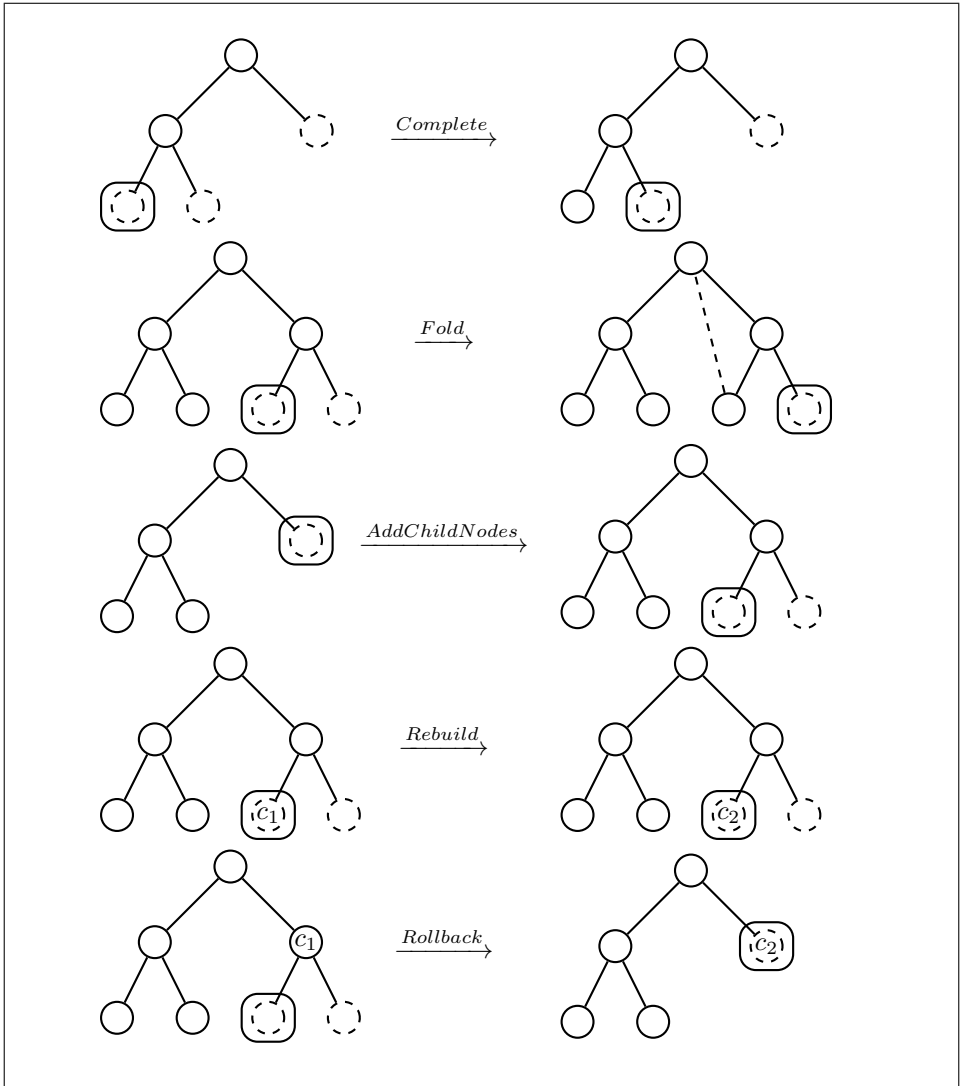 Complete
Fold
AddChildNodes
Rebuild
c₁ c₂
Rollback
c₁ c₂